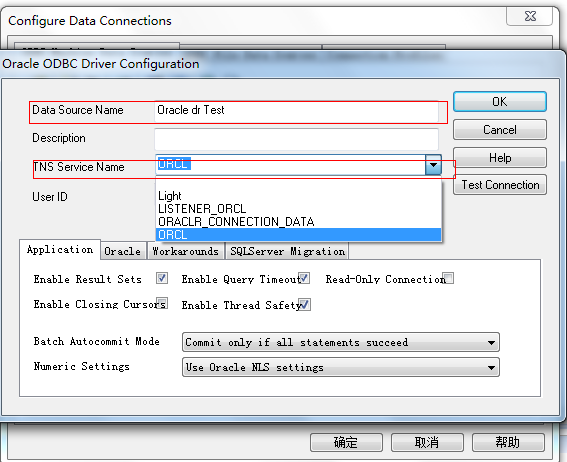 Configure Data Connections
Oracle ODBC Driver Configuration
Data Source Name
Oracle dr Test
OK
Description
Cancel
TNS Service Name
ORCL
Help
User ID
Test Connection
Light
LISTENER_ORCL
ORACLR_CONNECTION_DATA
ORCL
Application
Oracle
Workarounds
SQLServer Migration
Enable Result Sets
Enable Query Timeout
Read-Only Connection
Enable Closing Cursors
Enable Thread Safety
Batch Autocommit Mode
Commit only if all statements succeed
Numeric Settings
Use Oracle NLS settings
确定
取消
帮助